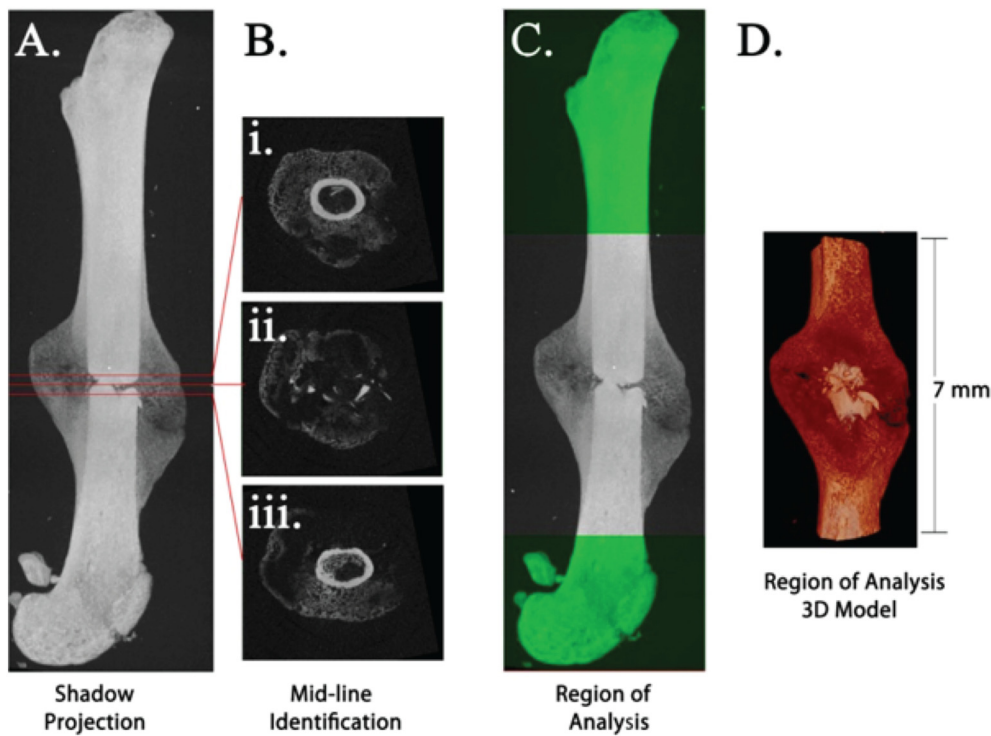 A.
B.
C.
D.
i.
ii.
iii.
7 mm
Shadow
Projection
Mid-line
Identification
Region of
Analysis
Region of Analysis
3D Model